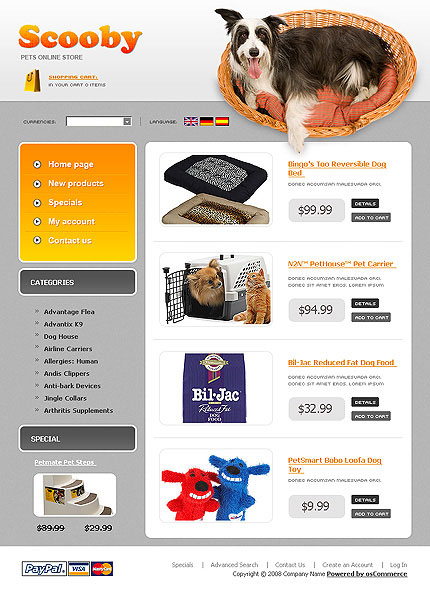 Scooby
PETS ONLINE STORE
SHOPPING CART:
IN YOUR CART 0 ITEMS
CURRENCIES:
LANGUAGE:
Home page
New products
Specials
My account
Contact us
CATEGORIES
Advantage Flea
Advantix K9
Dog House
Airline Carriers
Allergies: Human
Andis Clippers
Anti-bark Devices
Jingle Collars
Arthritis Supplements
SPECIAL
Petmate Pet Steps
$39.99 $29.99
Bingo's Too Reversible Dog
Bed
DONEC ACCUMSAN MALESUADA ORCI.
$99.99
DETAILS
ADD TO CART
N2N™ PetHouse™ Pet Carrier
DONEC ACCUMSAN MALESUADA ORCI.
DONEC SIT AMET EROS. LOREM IPSUM
$94.99
DETAILS
ADD TO CART
Bil-Jac
Reduced Fat
DOG
FOOD
Bil-Jac Reduced Fat Dog Food
DONEC ACCUMSAN MALESUADA ORCI.
DONEC SIT AMET EROS. LOREM IPSUM
$32.99
DETAILS
ADD TO CART
PetSmart Bubo Loofa Dog
Toy
DONEC ACCUMSAN MALESUADA ORCI.
$9.99
DETAILS
ADD TO CART
PayPal VISA MasterCard
Specials | Advanced Search | Contact Us | Create an Account | Log In
Copyright © 2008 Company Name Powered by osCommerce